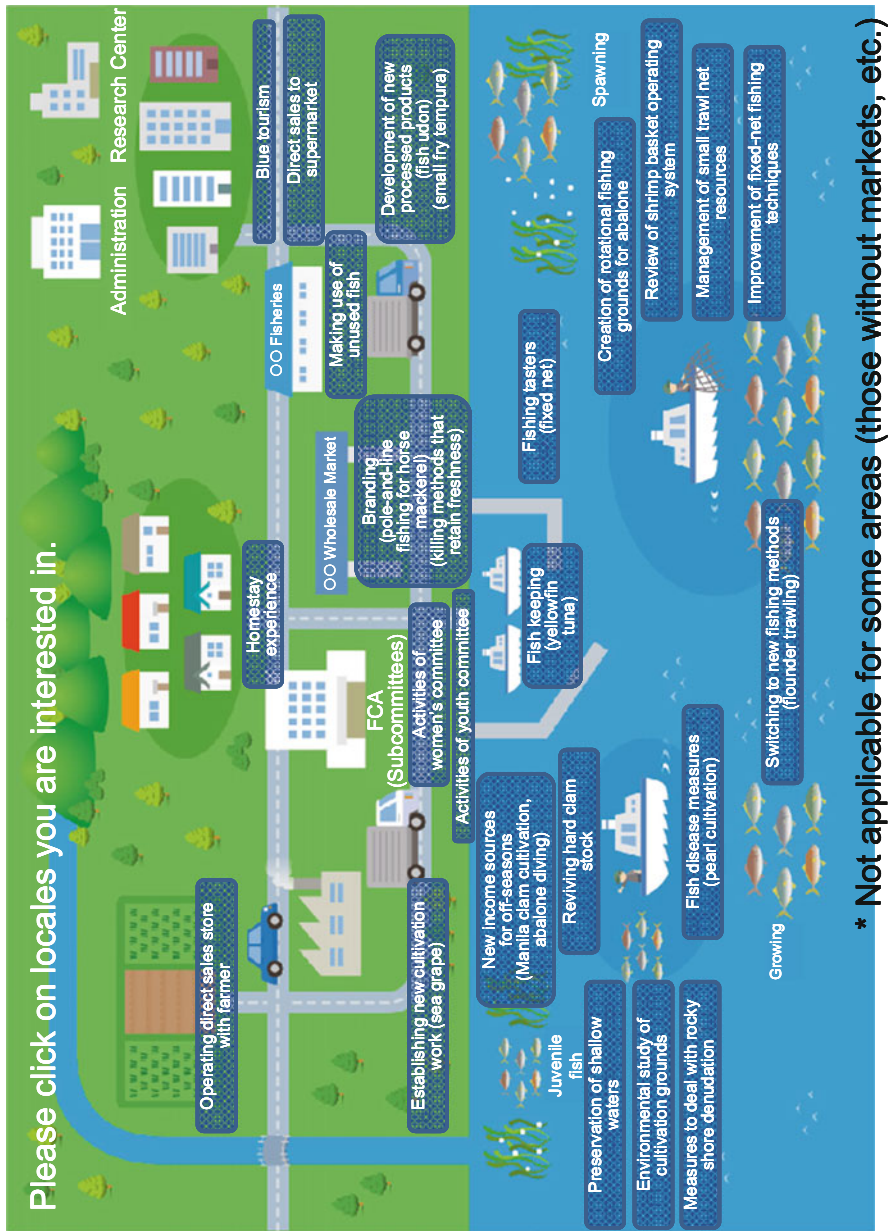 Please click on locales you are interested in.
Administration
Research Center
Operating direct sales store
with farmer
Homestay
experience
○○ Fisheries
Blue tourism
Direct sales to
supermarket
○○ Wholesale Market
Making use of
unused fish
Development of new
processed products
(fish udon)
(small fry tempura)
FCA
(Subcommittees)
Branding
(pole-and-line
fishing for horse
mackerel)
(killing methods that
retain freshness)
Establishing new cultivation
work (sea grape)
Activities of
women's committee
Activities of youth committee
New income sources
for off-seasons
(Manila clam cultivation,
abalone diving)
Fish keeping
(yellowfin
tuna)
Fishing tasters
(fixed net)
Spawning
Juvenile
fish
Reviving hard clam
stock
Creation of rotational fishing
grounds for abalone
Preservation of shallow
waters
Environmental study of
cultivation grounds
Measures to deal with rocky
shore denudation
Fish disease measures
(pearl cultivation)
Review of shrimp basket operating
system
Management of small trawl net
resources
Improvement of fixed-net fishing
techniques
Growing
Switching to new fishing methods
(flounder trawling)
* Not applicable for some areas (those without markets, etc.)